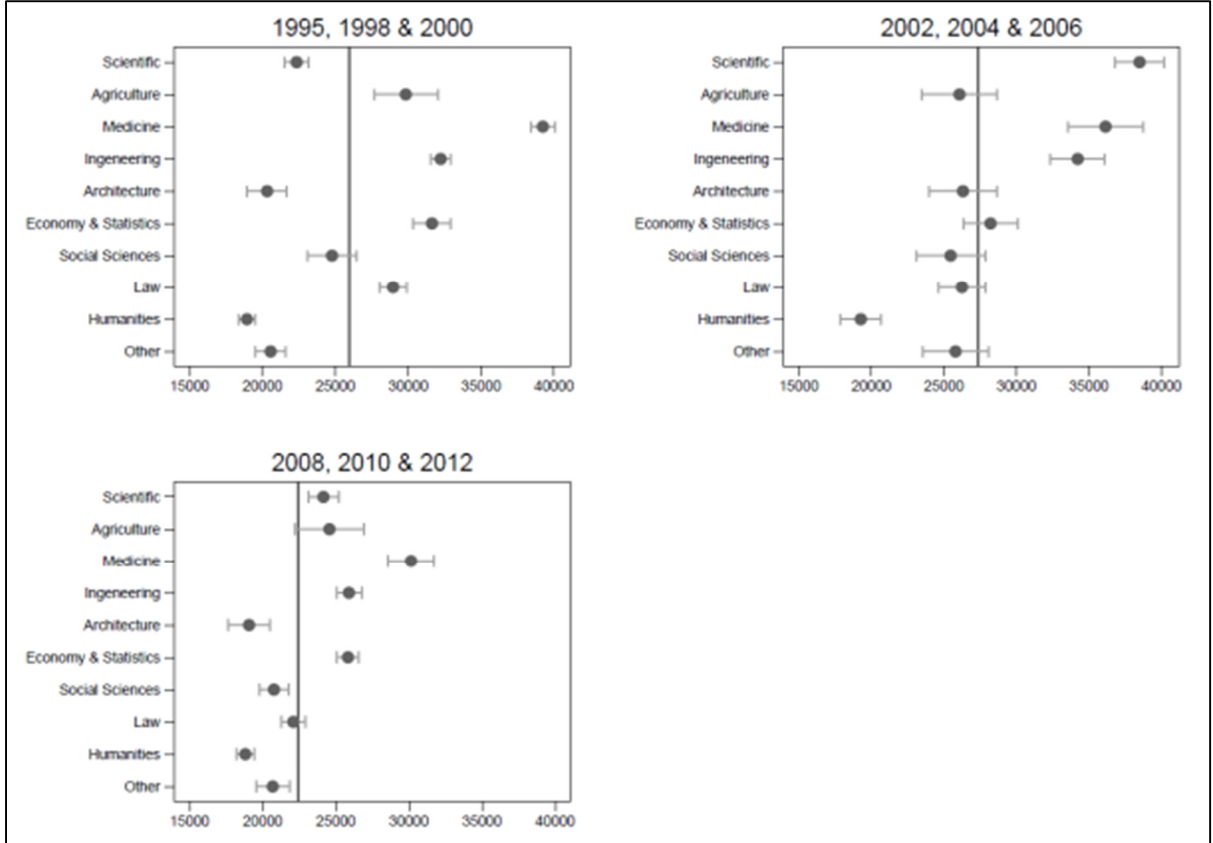 1995, 1998 & 2000
Scientific
Agriculture
Medicine
Ingeneering
Architecture
Economy & Statistics
Social Sciences
Law
Humanities
Other
15000 20000 25000 30000 35000 40000
2002, 2004 & 2006
Scientific
Agriculture
Medicine
Ingeneering
Architecture
Economy & Statistics
Social Sciences
Law
Humanities
Other
15000 20000 25000 30000 35000 40000
2008, 2010 & 2012
Scientific
Agriculture
Medicine
Ingeneering
Architecture
Economy & Statistics
Social Sciences
Law
Humanities
Other
15000 20000 25000 30000 35000 40000